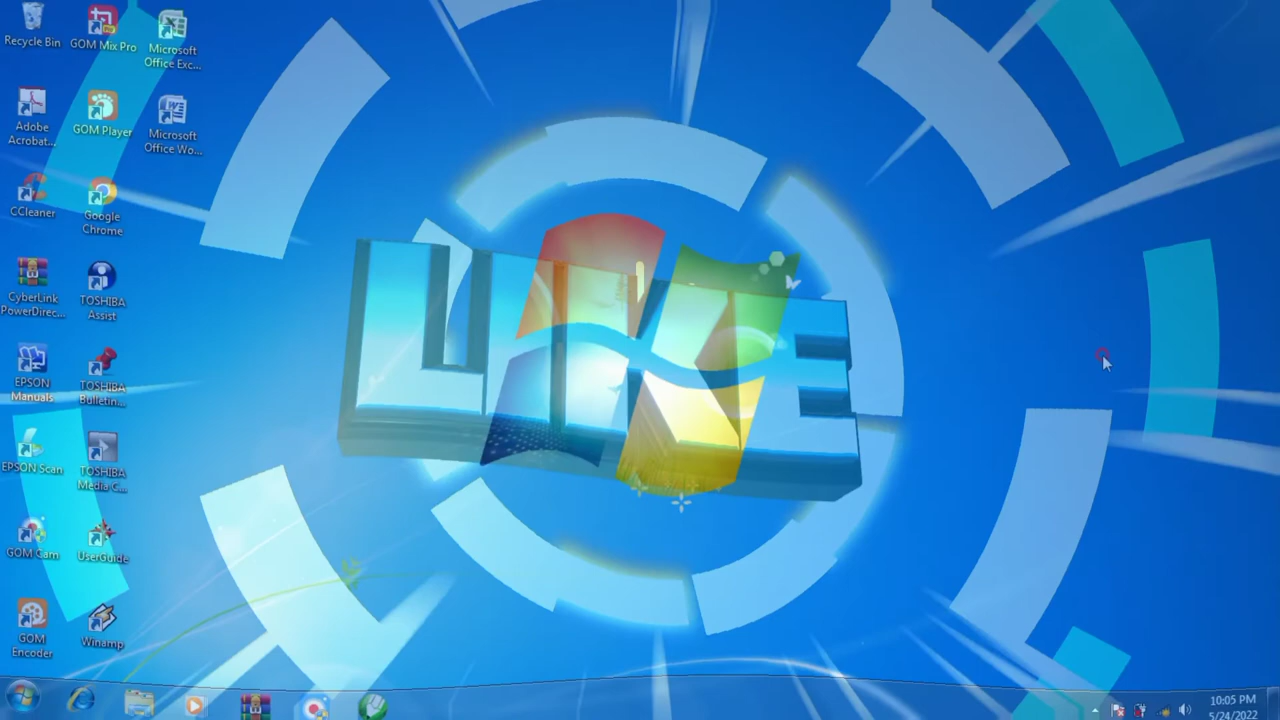 Recycle Bin
GOM Mix Pro
Microsoft
Office Exc...
Adobe
Acrobat...
GOM Player
Microsoft
Office Wo...
CCleaner
Google
Chrome
CyberLink
PowerDirec...
TOSHIBA
Assist
EPSON
Manuals
TOSHIBA
Bulletin...
EPSON Scan
TOSHIBA
Media C...
GOM Cam
UserGuide
GOM
Encoder
Winamp
LIKE
10:05 PM
5/24/2022